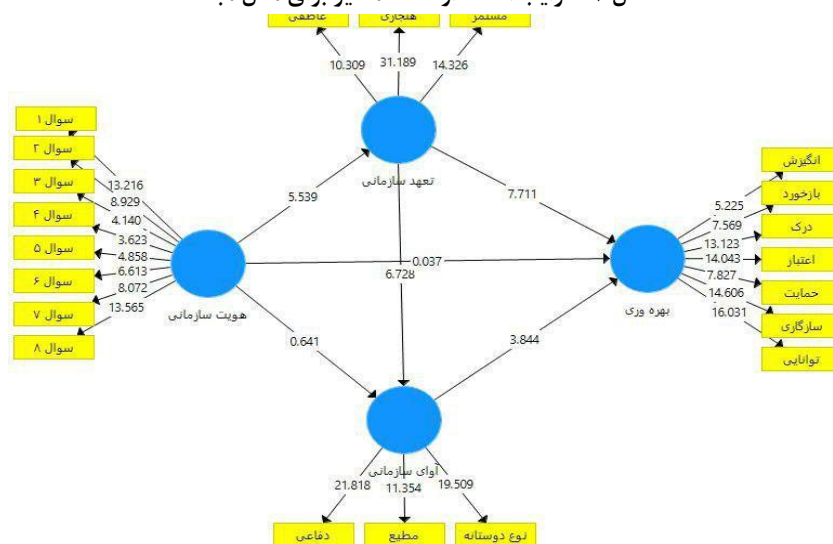 عاطفی
هنجاری
مستمر
10.309
31.189
14.326
تعهد سازمانی
سوال ۱
سوال ۲
سوال ۳
سوال ۴
سوال ۵
سوال ۶
سوال ۷
سوال ۸
13.216
8.929
4.140
3.623
4.858
6.613
8.072
13.565
هویت سازمانی
5.539
7.711
0.037
6.728
0.641
3.844
انگیزش
بازخورد
درک
اعتبار
حمایت
سازگاری
توانایی
5.225
7.569
13.123
14.043
7.827
14.606
16.031
بهره وری
آوای سازمانی
21.818
11.354
19.509
دفاعی
مطیع
نوع دوستانه